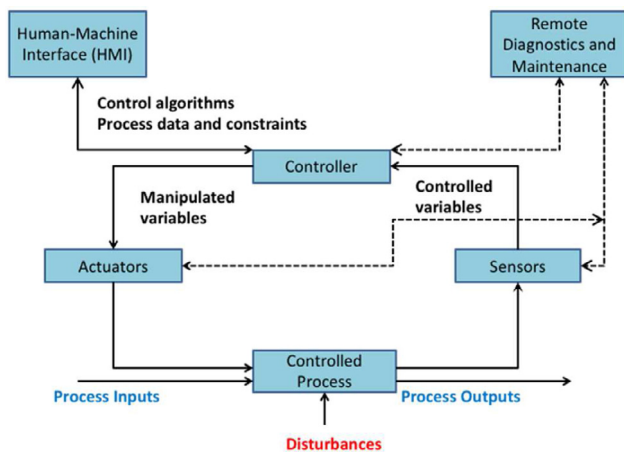 Human-Machine
Interface (HMI)
Remote
Diagnostics and
Maintenance
Control algorithms
Process data and constraints
Controller
Manipulated
variables
Controlled
variables
Actuators
Sensors
Controlled
Process
Process Inputs
Process Outputs
Disturbances